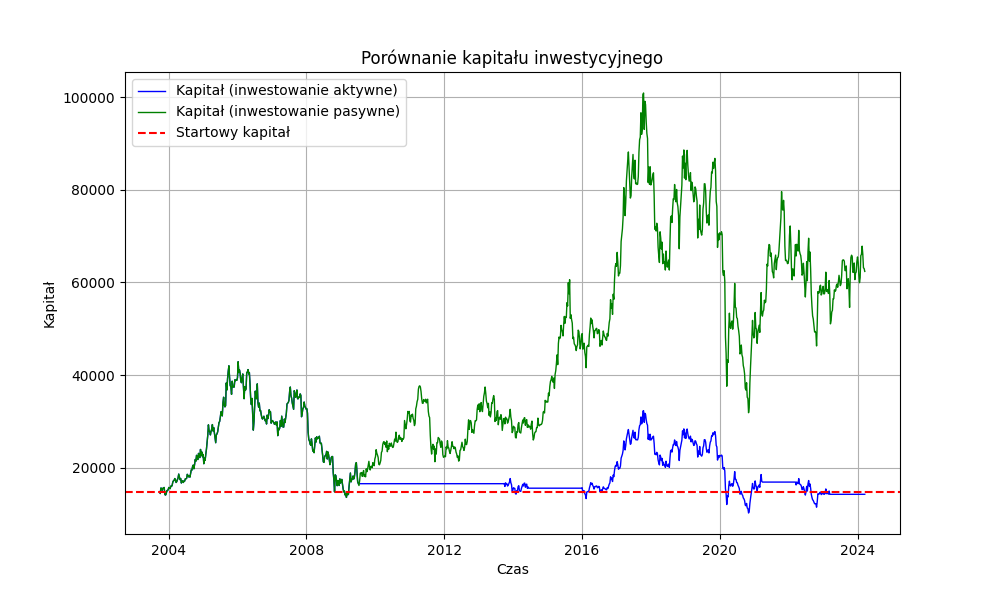 Porównanie kapitału inwestycyjnego
Kapitał (inwestowanie aktywne)
Kapitał (inwestowanie pasywne)
Startowy kapitał
100000
80000
60000
40000
20000
Kapitał
2004 2008 2012 2016 2020 2024
Czas